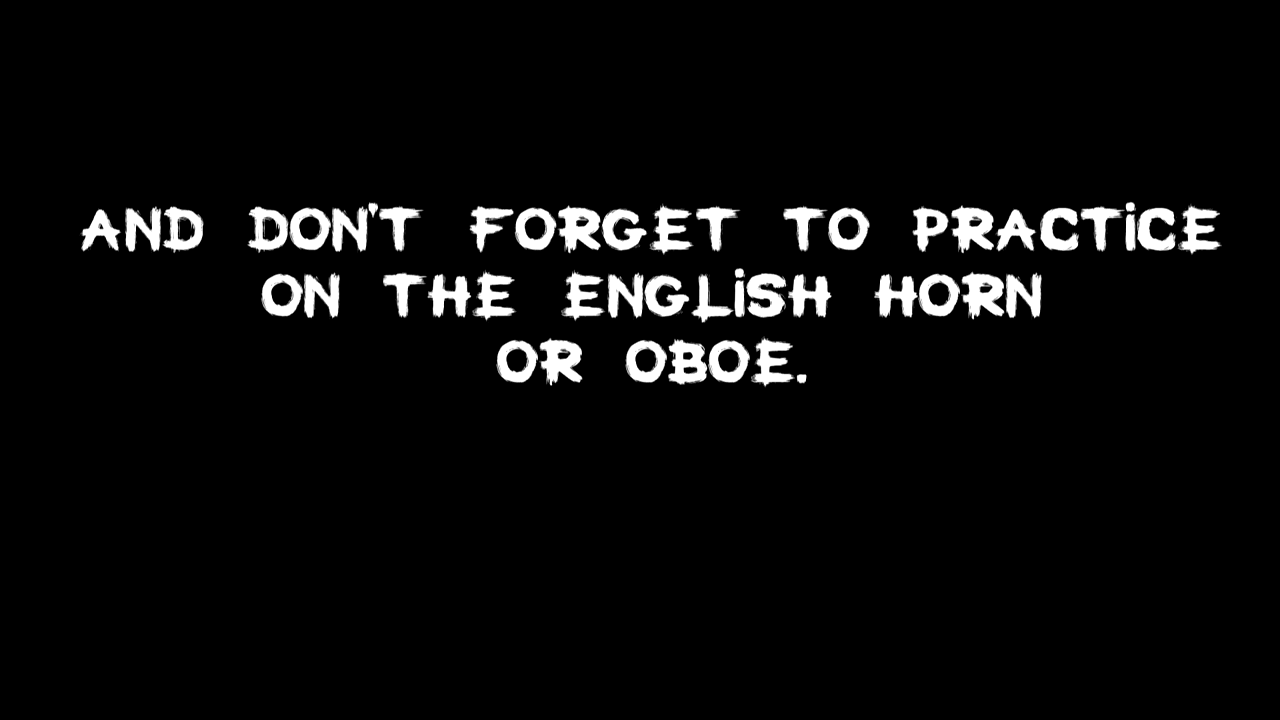 AND DON'T FORGET TO PRACTiCE
ON THE ENGLiSH HORN
OR OBOE.